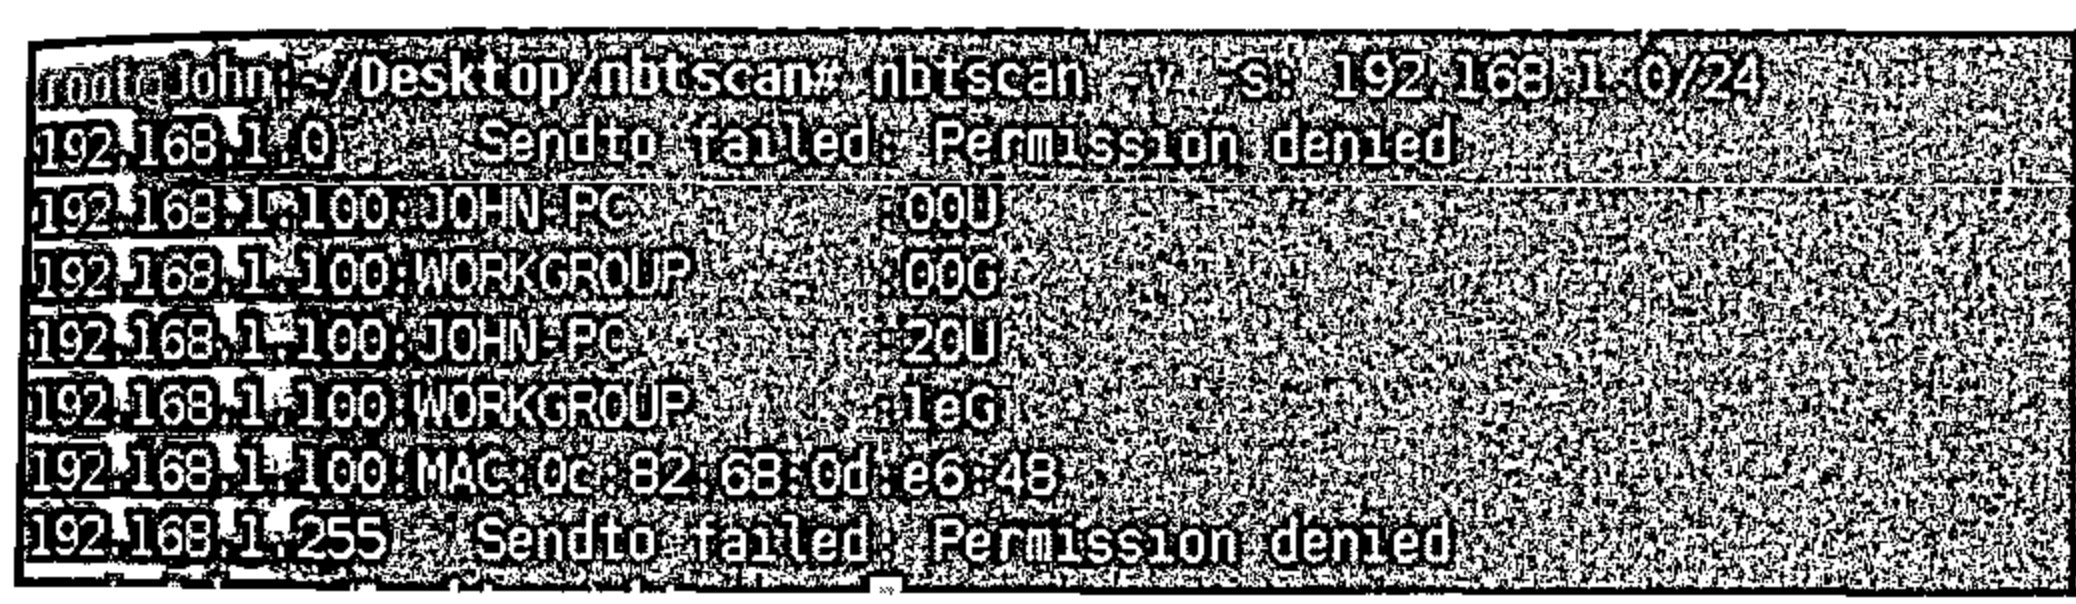 root@John:~/Desktop/nbtscan# nbtscan -v -s: 192.168.1.0/24
192.168.1.0 Sendto failed: Permission denied
192.168.1.100:JOHN-PC :00U
192.168.1.100:WORKGROUP :00G
192.168.1.100:JOHN-PC :20U
192.168.1.100:WORKGROUP :1eG
192.168.1.100:MAC:0c:82:68:0d:e6:48
192.168.1.255 Sendto failed: Permission denied